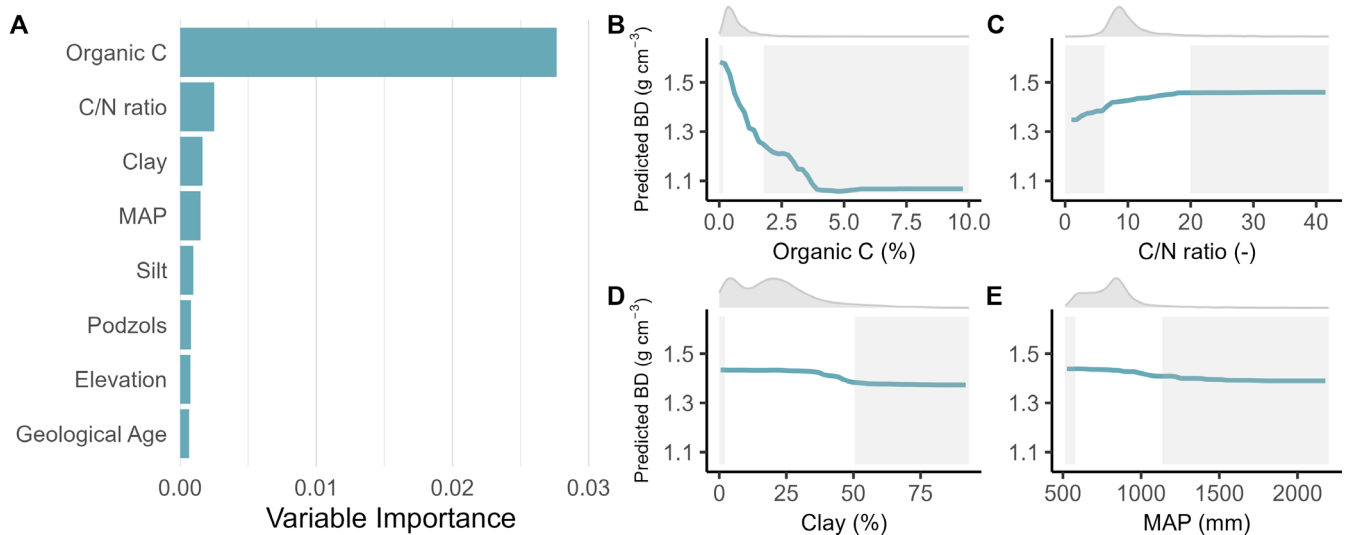 A
Organic C
C/N ratio
Clay
MAP
Silt
Podzols
Elevation
Geological Age
0.00 0.01 0.02 0.03
Variable Importance
B
Predicted BD (g cm⁻³)
1.5
1.3
1.1
0.0 2.5 5.0 7.5 10.0
Organic C (%)
C
1.5
1.3
1.1
0 10 20 30 40
C/N ratio (-)
D
Predicted BD (g cm⁻³)
1.5
1.3
1.1
0 25 50 75
Clay (%)
E
1.5
1.3
1.1
500 1000 1500 2000
MAP (mm)